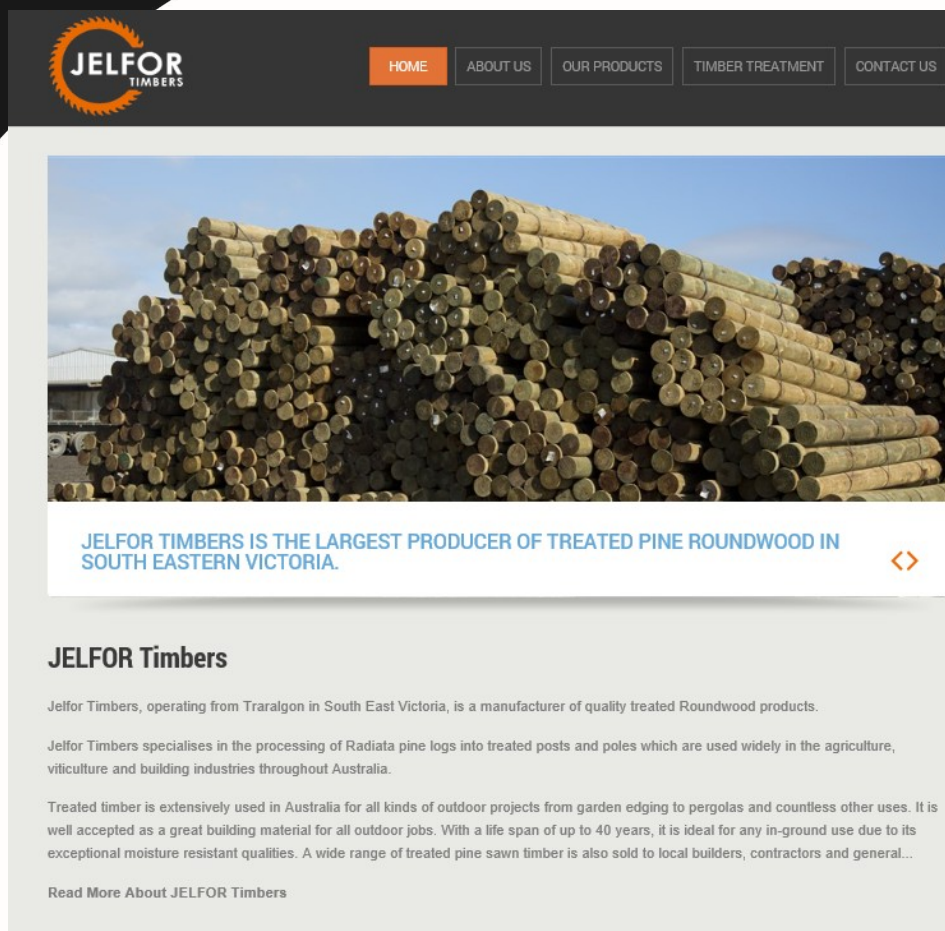 JELFOR
TIMBERS
HOME
ABOUT US
OUR PRODUCTS
TIMBER TREATMENT
CONTACT US
JELFOR TIMBERS IS THE LARGEST PRODUCER OF TREATED PINE ROUNDWOOD IN
SOUTH EASTERN VICTORIA.
JELFOR Timbers
Jelfor Timbers, operating from Traralgon in South East Victoria, is a manufacturer of quality treated Roundwood products.
Jelfor Timbers specialises in the processing of Radiata pine logs into treated posts and poles which are used widely in the agriculture,
viticulture and building industries throughout Australia.
Treated timber is extensively used in Australia for all kinds of outdoor projects from garden edging to pergolas and countless other uses. It is
well accepted as a great building material for all outdoor jobs. With a life span of up to 40 years, it is ideal for any in-ground use due to its
exceptional moisture resistant qualities. A wide range of treated pine sawn timber is also sold to local builders, contractors and general...
Read More About JELFOR Timbers